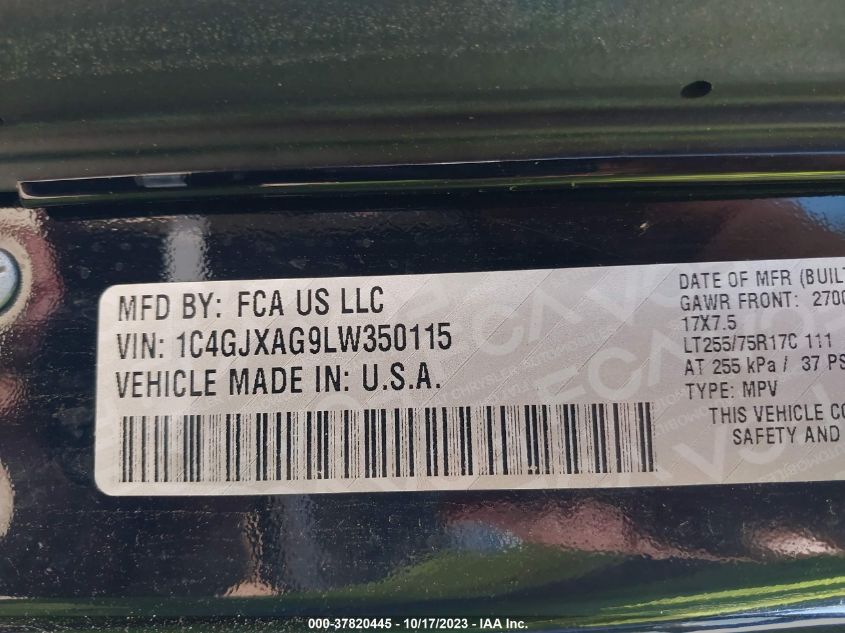 MFD BY: FCA US LLC
VIN: 1C4GJXAG9LW350115
VEHICLE MADE IN: U.S.A.
DATE OF MFR (BUILT
GAWR FRONT: 2700
17X7.5
LT255/75R17C 111
AT 255 kPa / 37 PS
TYPE: MPV
THIS VEHICLE CO
SAFETY AND
000-37820445 - 10/17/2023 - IAA Inc.